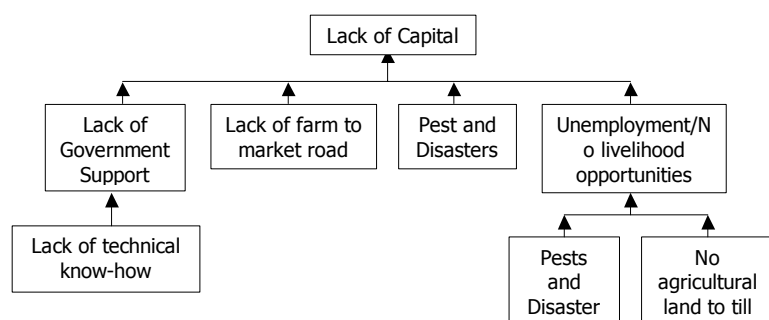 Lack of Capital
Lack of
Government
Support
Lack of farm to
market road
Pest and
Disasters
Unemployment/N
o livelihood
opportunities
Lack of technical
know-how
Pests
and
Disaster
No
agricultural
land to till